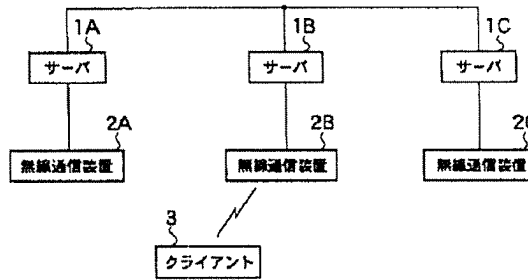 1A 1B 1C
サーバ サーバ サーバ
2A 2B 2C
無線通信装置 無線通信装置 無線通信装置
3
クライアント